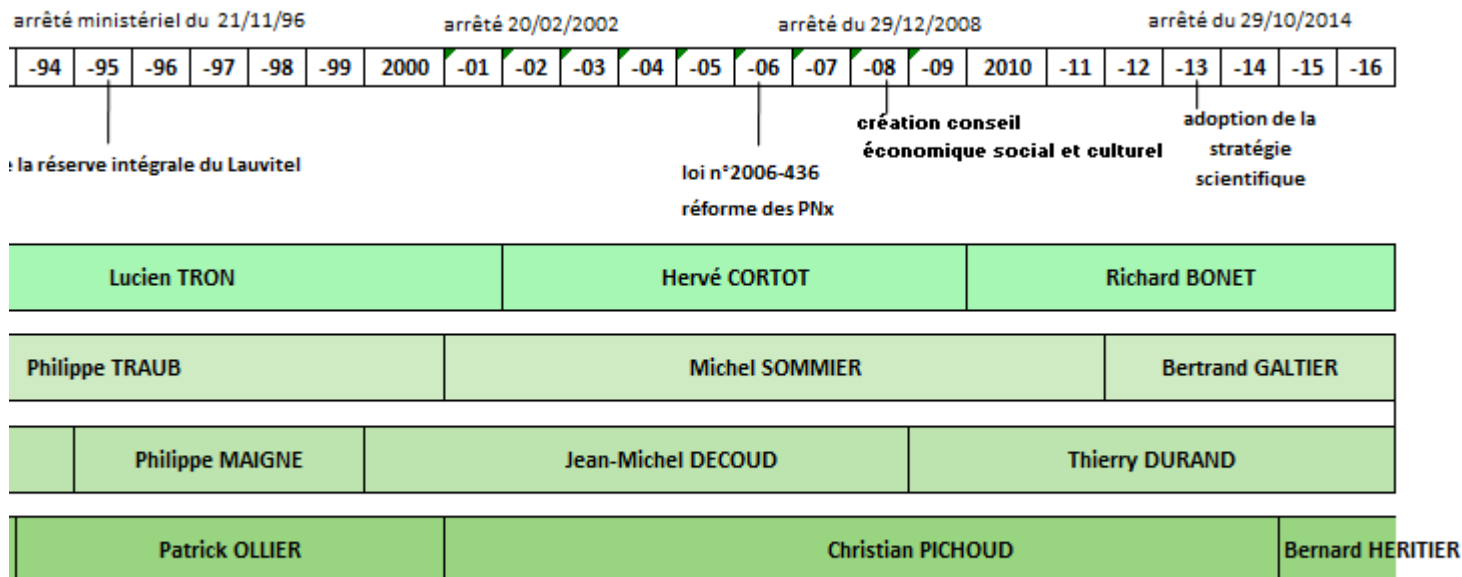 arrêté ministériel du 21/11/96 arrêté 20/02/2002 arrêté du 29/12/2008 arrêté du 29/10/2014
-94 -95 -96 -97 -98 -99 2000 -01 -02 -03 -04 -05 -06 -07 -08 -09 2010 -11 -12 -13 -14 -15 -16
la réserve intégrale du Lauvitel
loi n°2006-436
réforme des PNx
création conseil
économique social et culturel
adoption de la
stratégie
scientifique
Lucien TRON Hervé CORTOT Richard BONET
Philippe TRAUB Michel SOMMIER Bertrand GALTIER
Philippe MAIGNE Jean-Michel DECOUD Thierry DURAND
Patrick OLLIER Christian PICHOUD Bernard HERITIER